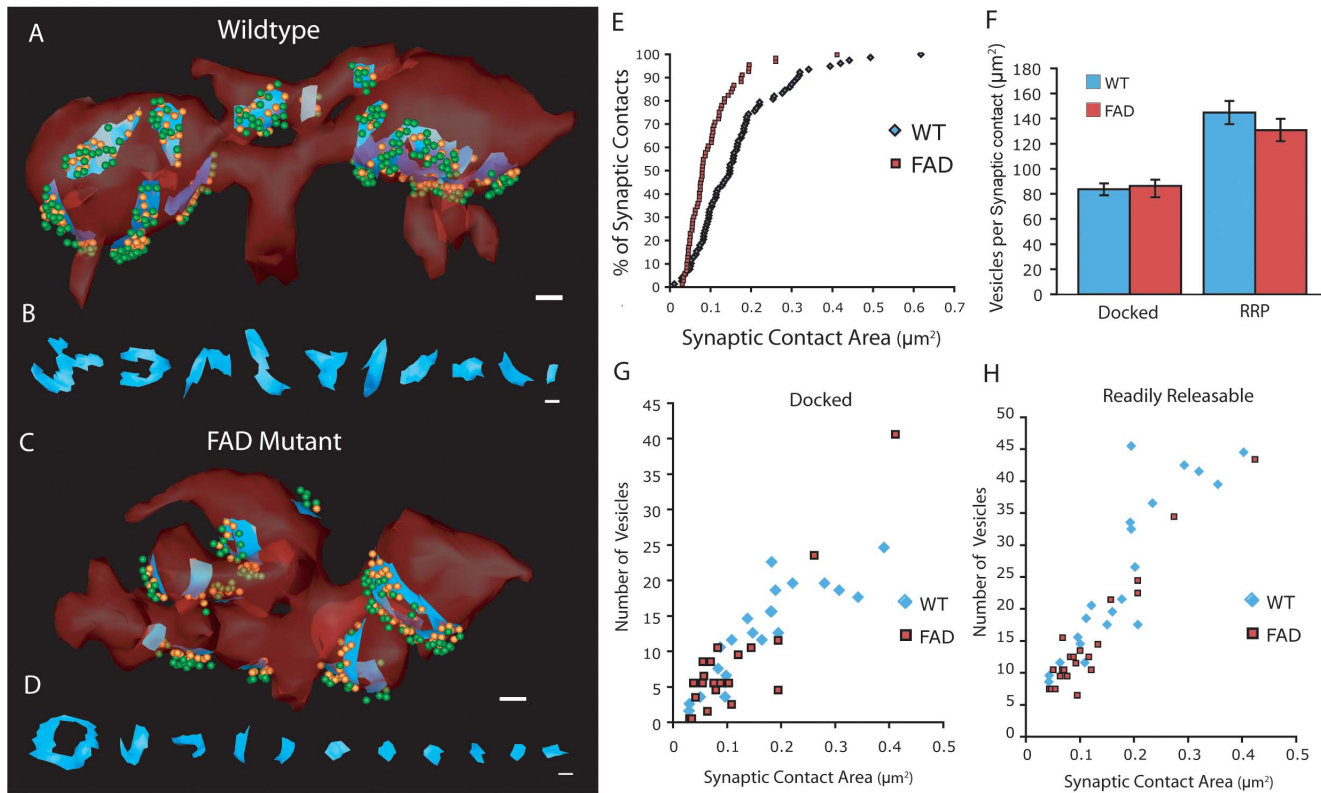 A
Wildtype
B
C
FAD Mutant
D
E
% of Synaptic Contacts
100
90
80
70
60
50
40
30
20
10
0
0 0.1 0.2 0.3 0.4 0.5 0.6 0.7
Synaptic Contact Area (µm²)
WT
FAD
F
Vesicles per Synaptic contact (µm²)
180
160
140
120
100
80
60
40
20
0
WT
FAD
Docked RRP
G
Docked
Number of Vesicles
45
40
35
30
25
20
15
10
5
0
0 0.1 0.2 0.3 0.4 0.5
Synaptic Contact Area (µm²)
WT
FAD
H
Readily Releasable
Number of Vesicles
50
45
40
35
30
25
20
15
10
5
0
0 0.1 0.2 0.3 0.4 0.5
Synaptic Contact Area (µm²)
WT
FAD